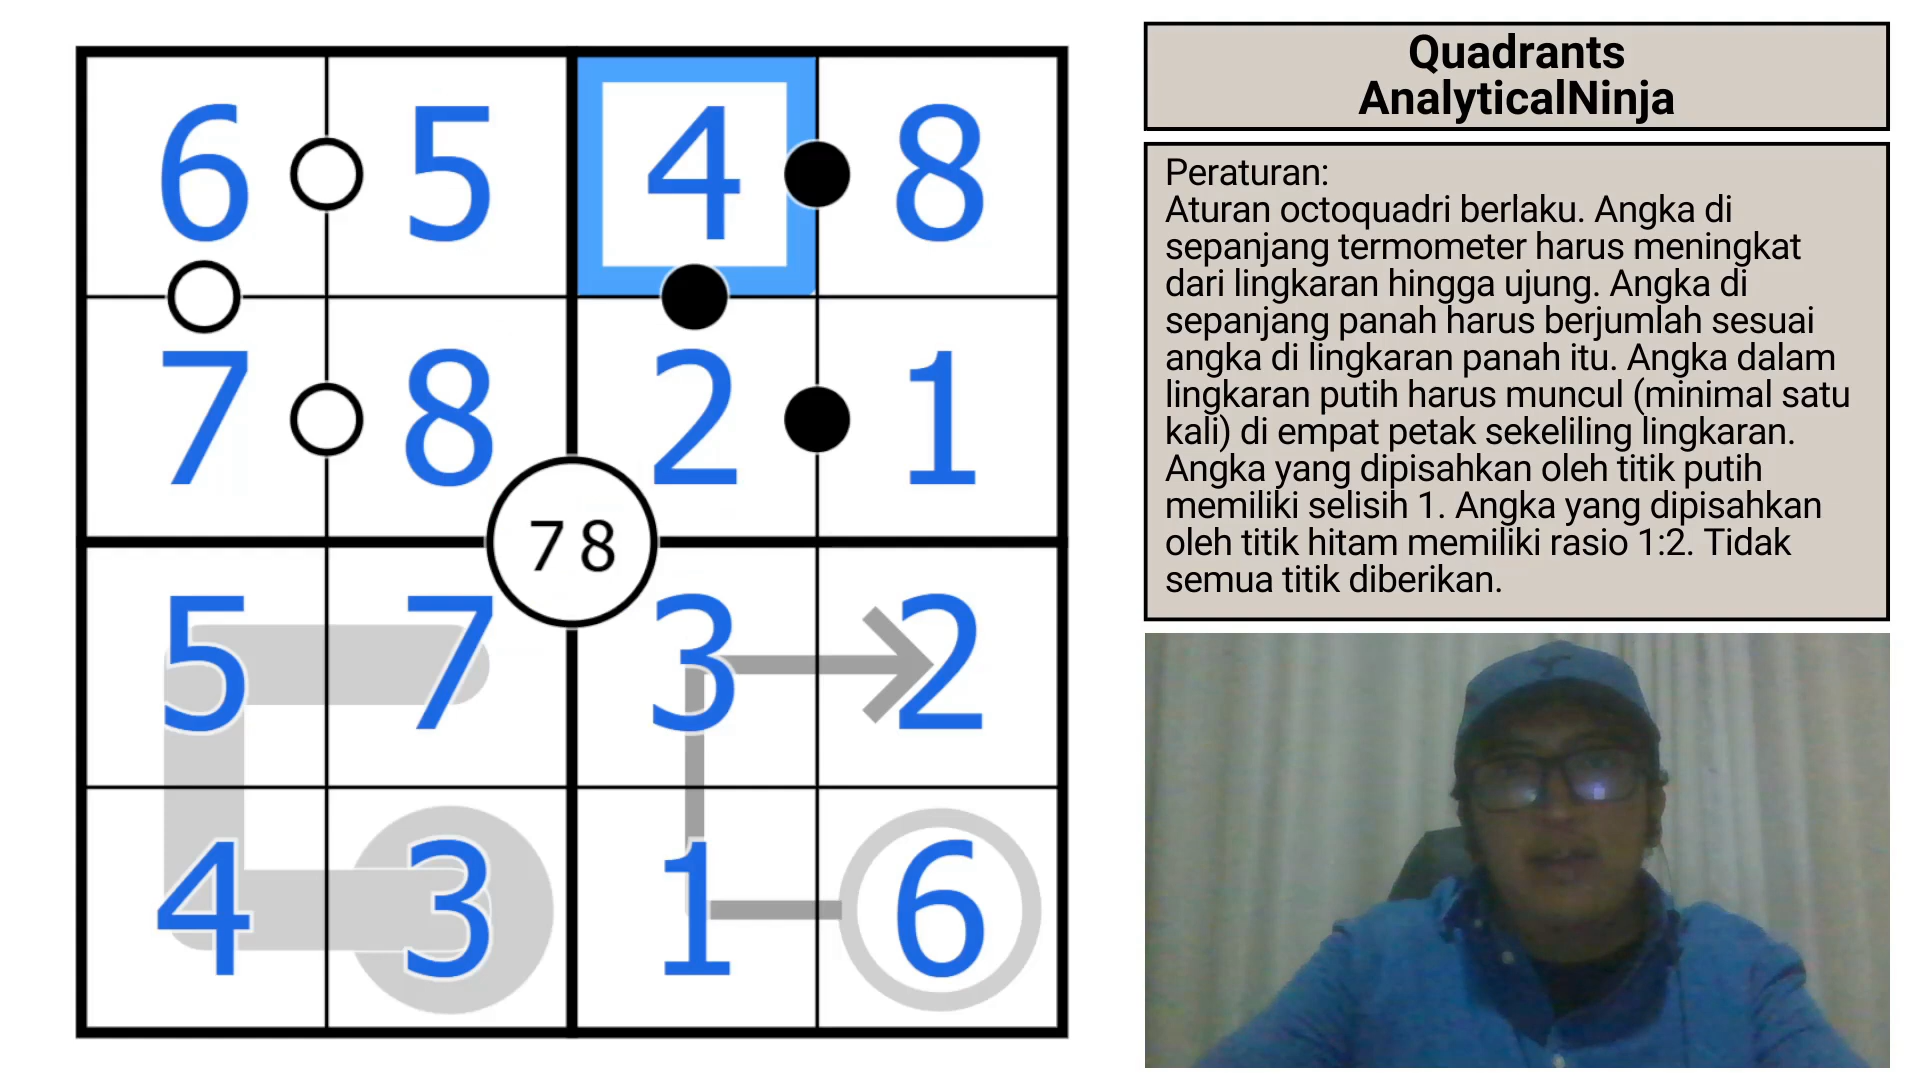 Quadrants
AnalyticalNinja
Peraturan:
Aturan octoquadri berlaku. Angka di
sepanjang termometer harus meningkat
dari lingkaran hingga ujung. Angka di
sepanjang panah harus berjumlah sesuai
angka di lingkaran panah itu. Angka dalam
lingkaran putih harus muncul (minimal satu
kali) di empat petak sekeliling lingkaran.
Angka yang dipisahkan oleh titik putih
memiliki selisih 1. Angka yang dipisahkan
oleh titik hitam memiliki rasio 1:2. Tidak
semua titik diberikan.
6 5 4 8
7 8 2 1
7 8
5 7 3 2
4 3 1 6